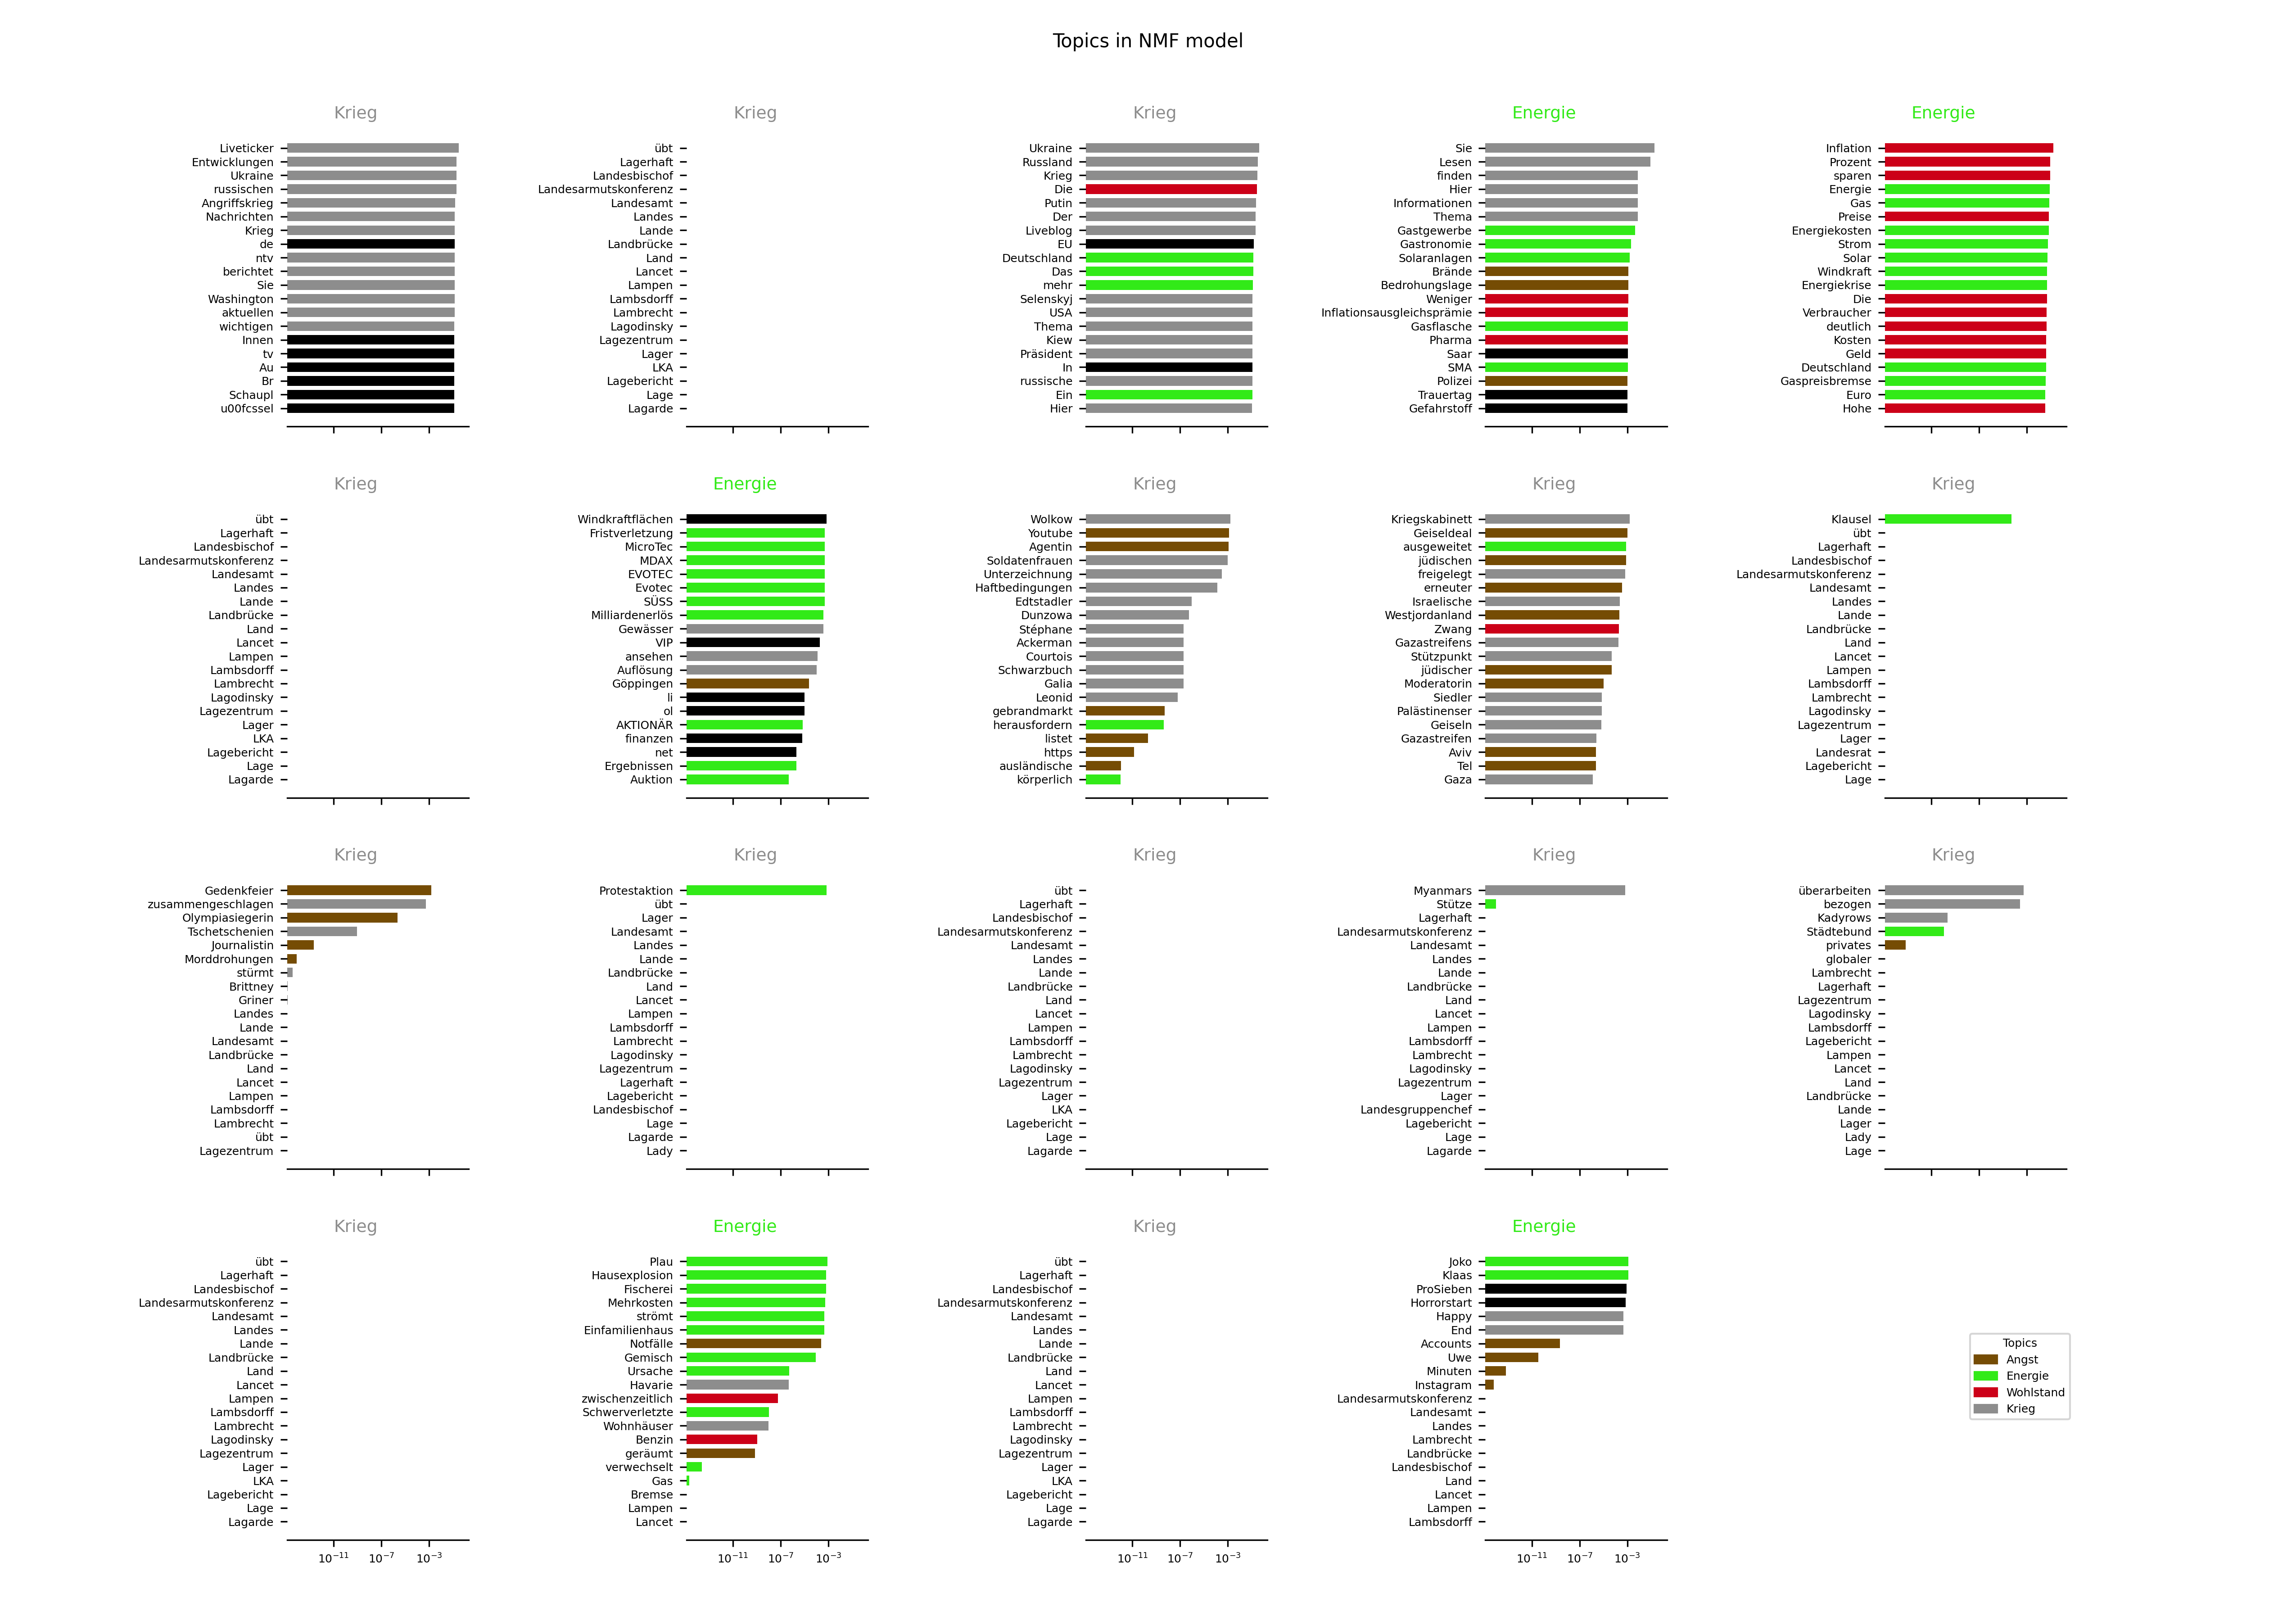 Topics in NMF model
Krieg
Liveticker
Entwicklungen
Ukraine
russischen
Angriffskrieg
Nachrichten
Krieg
de
ntv
berichtet
Sie
Washington
aktuellen
wichtigen
Innen
tv
Au
Br
Schaupl
u00fcssel
Krieg
übt
Lagerhaft
Landesbischof
Landesarmutskonferenz
Landesamt
Landes
Lande
Landbrücke
Land
Lancet
Lampen
Lambsdorff
Lambrecht
Lagodinsky
Lagezentrum
Lager
LKA
Lagebericht
Lage
Lagarde
Krieg
Ukraine
Russland
Krieg
Die
Putin
Der
Liveblog
EU
Deutschland
Das
mehr
Selenskyj
USA
Thema
Kiew
Präsident
In
russische
Ein
Hier
Energie
Sie
Lesen
finden
Hier
Informationen
Thema
Gastgewerbe
Gastronomie
Solaranlagen
Brände
Bedrohungslage
Weniger
Inflationsausgleichsprämie
Gasflasche
Pharma
Saar
SMA
Polizei
Trauertag
Gefahrstoff
Energie
Inflation
Prozent
sparen
Energie
Gas
Preise
Energiekosten
Strom
Solar
Windkraft
Energiekrise
Die
Verbraucher
deutlich
Kosten
Geld
Deutschland
Gaspreisbremse
Euro
Hohe
Krieg
übt
Lagerhaft
Landesbischof
Landesarmutskonferenz
Landesamt
Landes
Lande
Landbrücke
Land
Lancet
Lampen
Lambsdorff
Lambrecht
Lagodinsky
Lagezentrum
Lager
LKA
Lagebericht
Lage
Lagarde
Energie
Windkraftflächen
Fristverletzung
MicroTec
MDAX
EVOTEC
Evotec
SÜSS
Milliardenerlös
Gewässer
VIP
ansehen
Auflösung
Göppingen
li
ol
AKTIONÄR
finanzen
net
Ergebnissen
Auktion
Krieg
Wolkow
Youtube
Agentin
Soldatenfrauen
Unterzeichnung
Haftbedingungen
Edtstadler
Dunzowa
Stéphane
Ackerman
Courtois
Schwarzbuch
Galia
Leonid
gebrandmarkt
herausfordern
listet
https
ausländische
körperlich
Krieg
Kriegskabinett
Geiseldeal
ausgeweitet
jüdischen
freigelegt
erneuter
Israelische
Westjordanland
Zwang
Gazastreifens
Stützpunkt
jüdischer
Moderatorin
Siedler
Palästinenser
Geiseln
Gazastreifen
Aviv
Tel
Gaza
Krieg
Klausel
übt
Lagerhaft
Landesbischof
Landesarmutskonferenz
Landesamt
Landes
Lande
Landbrücke
Land
Lancet
Lampen
Lambsdorff
Lambrecht
Lagodinsky
Lagezentrum
Lager
Landesrat
Lagebericht
Lage
Krieg
Gedenkfeier
zusammengeschlagen
Olympiasiegerin
Tschetschenien
Journalistin
Morddrohungen
stürmt
Brittney
Griner
Landes
Lande
Landesamt
Landbrücke
Land
Lancet
Lampen
Lambsdorff
Lambrecht
übt
Lagezentrum
Krieg
Protestaktion
übt
Lager
Landesamt
Landes
Lande
Landbrücke
Land
Lancet
Lampen
Lambsdorff
Lambrecht
Lagodinsky
Lagezentrum
Lagerhaft
Lagebericht
Landesbischof
Lage
Lagarde
Lady
Krieg
übt
Lagerhaft
Landesbischof
Landesarmutskonferenz
Landesamt
Landes
Lande
Landbrücke
Land
Lancet
Lampen
Lambsdorff
Lambrecht
Lagodinsky
Lagezentrum
Lager
LKA
Lagebericht
Lage
Lagarde
Krieg
Myanmars
Stütze
Lagerhaft
Landesarmutskonferenz
Landesamt
Landes
Lande
Landbrücke
Land
Lancet
Lampen
Lambsdorff
Lambrecht
Lagodinsky
Lagezentrum
Lager
Landesgruppenchef
Lagebericht
Lage
Lagarde
Krieg
überarbeiten
bezogen
Kadyrows
Städtebund
privates
globaler
Lambrecht
Lagerhaft
Lagezentrum
Lagodinsky
Lambsdorff
Lagebericht
Lampen
Lancet
Land
Landbrücke
Lande
Lager
Lady
Lage
Krieg
übt
Lagerhaft
Landesbischof
Landesarmutskonferenz
Landesamt
Landes
Lande
Landbrücke
Land
Lancet
Lampen
Lambsdorff
Lambrecht
Lagodinsky
Lagezentrum
Lager
LKA
Lagebericht
Lage
Lagarde
10⁻¹¹ 10⁻⁷ 10⁻³
Energie
Plau
Hausexplosion
Fischerei
Mehrkosten
strömt
Einfamilienhaus
Notfälle
Gemisch
Ursache
Havarie
zwischenzeitlich
Schwerverletzte
Wohnhäuser
Benzin
geräumt
verwechselt
Gas
Bremse
Lampen
Lancet
10⁻¹¹ 10⁻⁷ 10⁻³
Krieg
übt
Lagerhaft
Landesbischof
Landesarmutskonferenz
Landesamt
Landes
Lande
Landbrücke
Land
Lancet
Lampen
Lambsdorff
Lambrecht
Lagodinsky
Lagezentrum
Lager
LKA
Lagebericht
Lage
Lagarde
10⁻¹¹ 10⁻⁷ 10⁻³
Energie
Joko
Klaas
ProSieben
Horrorstart
Happy
End
Accounts
Uwe
Minuten
Instagram
Landesarmutskonferenz
Landesamt
Landes
Lambrecht
Landbrücke
Landesbischof
Land
Lancet
Lampen
Lambsdorff
10⁻¹¹ 10⁻⁷ 10⁻³
Topics
Angst
Energie
Wohlstand
Krieg